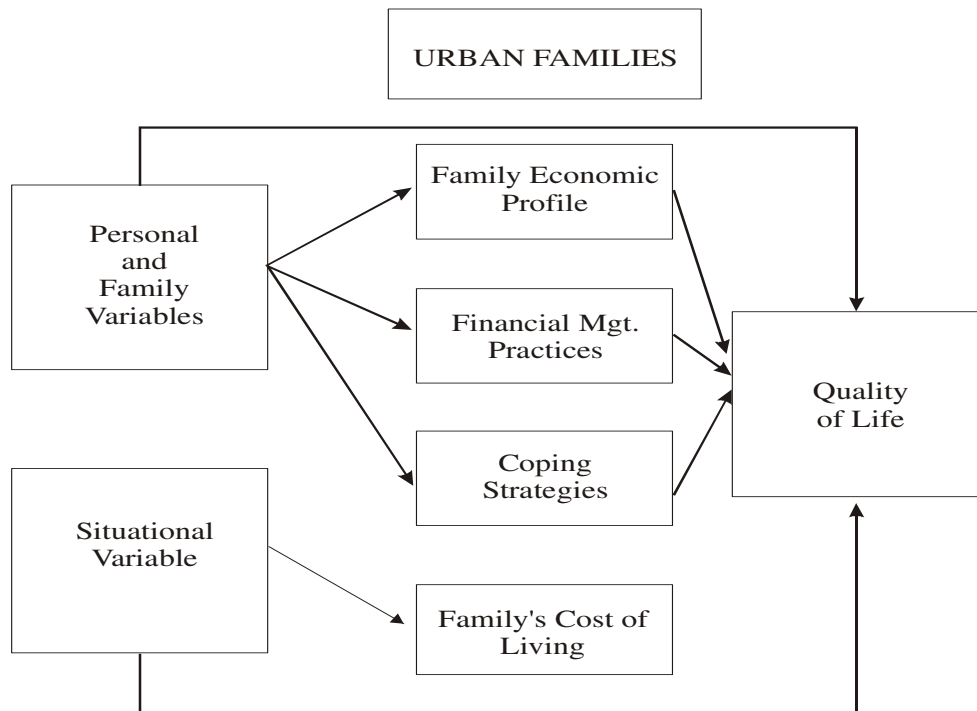 URBAN FAMILIES
Family Economic
Profile
Personal
and
Family
Variables
Financial Mgt.
Practices
Quality
of Life
Coping
Strategies
Situational
Variable
Family's Cost of
Living